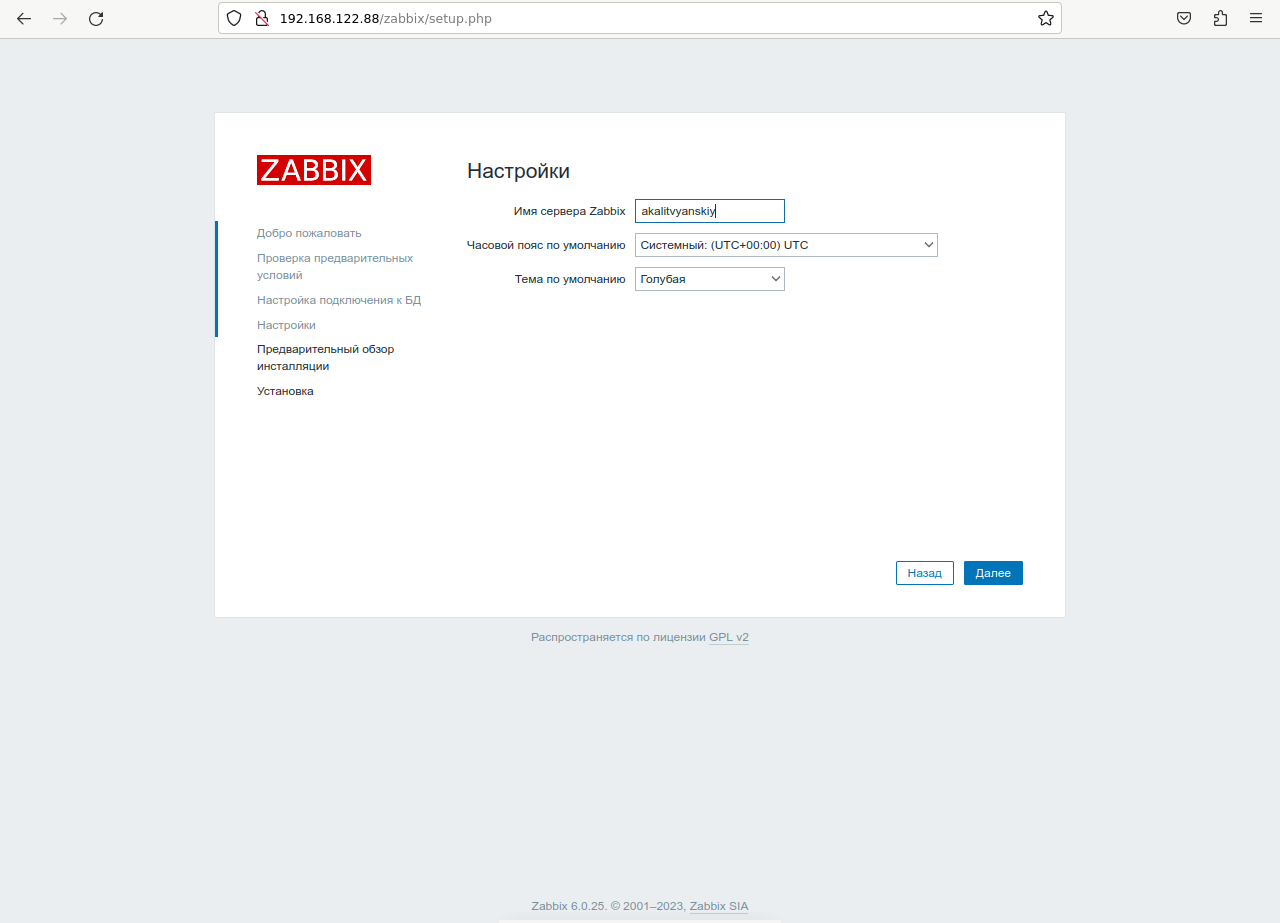 192.168.122.88/zabbix/setup.php
ZABBIX
Добро пожаловать
Проверка предварительных
условий
Настройка подключения к БД
Настройки
Предварительный обзор
инсталляции
Установка
Настройки
Имя сервера Zabbix akalitvyanskiy
Часовой пояс по умолчанию Системный: (UTC+00:00) UTC
Тема по умолчанию Голубая
Назад Далее
Распространяется по лицензии GPL v2
Zabbix 6.0.25. © 2001–2023, Zabbix SIA